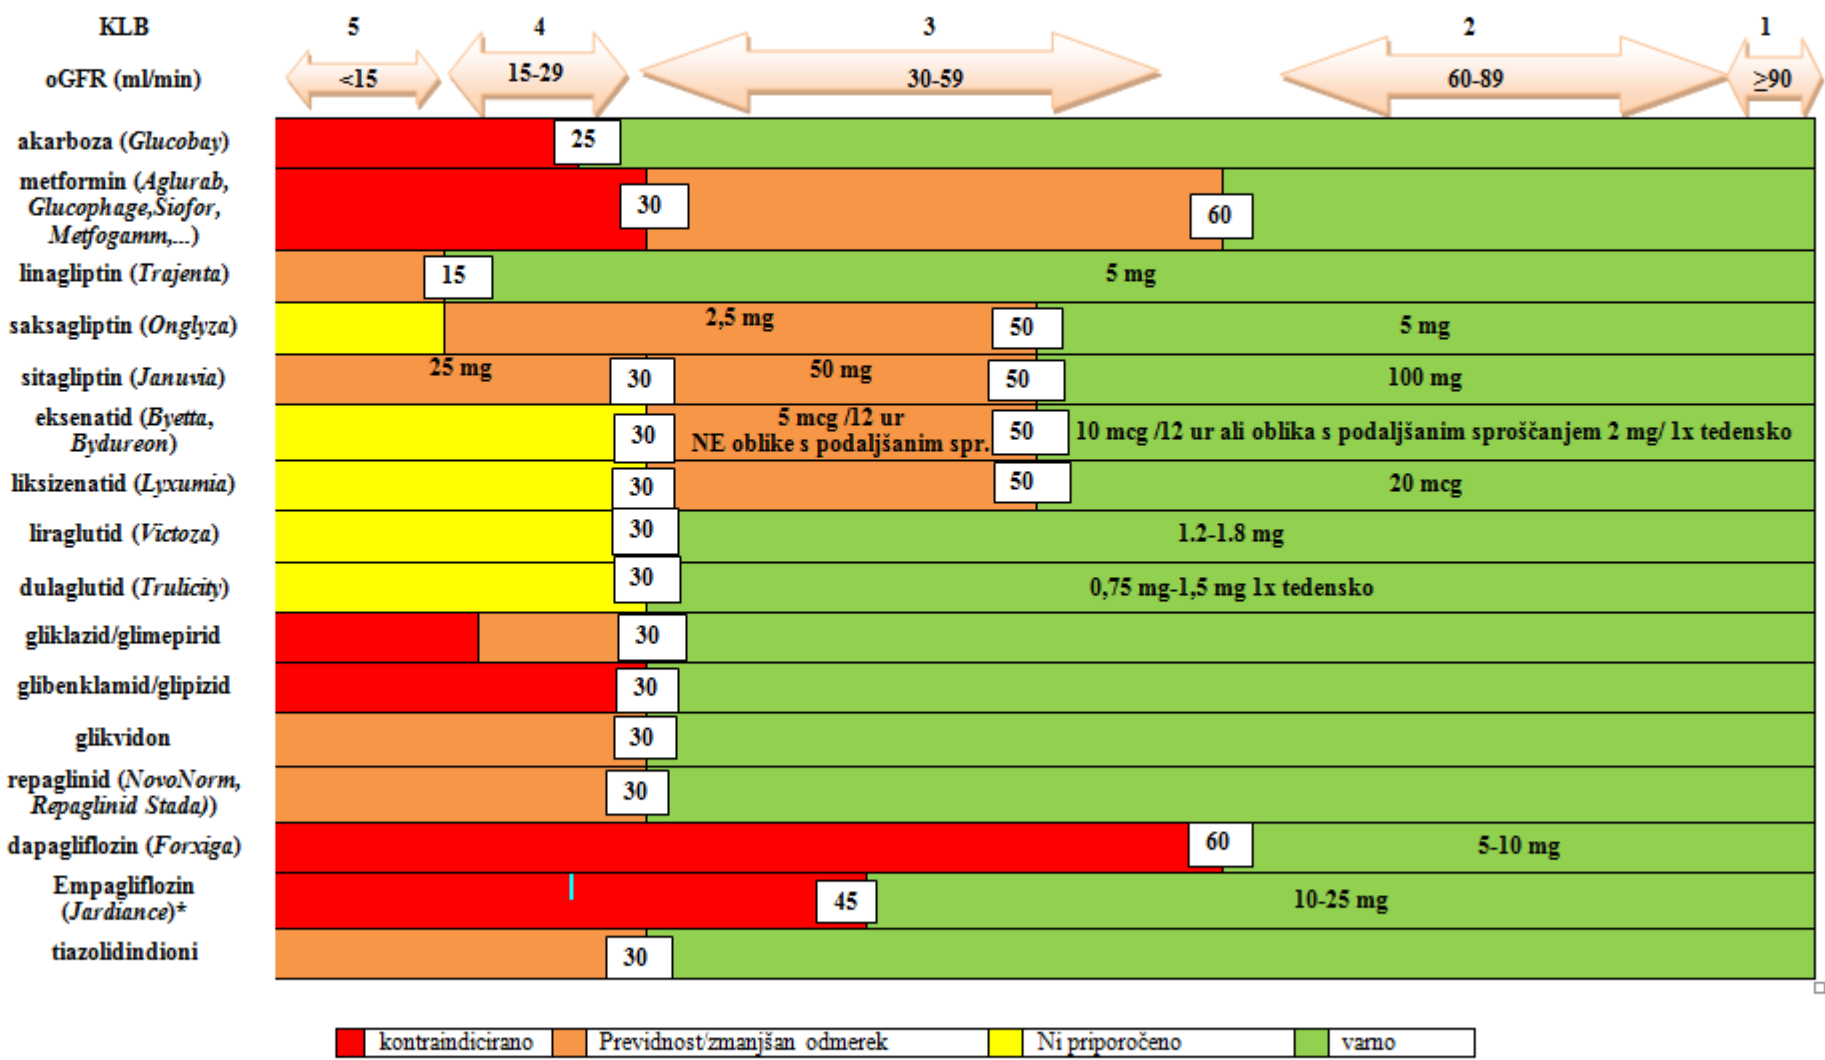 KLB 5 4 3 2 1
oGFR (ml/min) <15 15-29 30-59 60-89 ≥90
akarboza (Glucobay) 25
metformin (Aglurab,
Glucophage,Siofor,
Metfogamm,...)
30 60
linagliptin (Trajenta) 15 5 mg
saksagliptin (Onglyza) 2,5 mg 50 5 mg
sitagliptin (Januvia) 25 mg 30 50 mg 50 100 mg
eksenatid (Byetta,
Bydureon)
30
5 mcg /12 ur
NE oblike s podaljšanim spr.
50
10 mcg /12 ur ali oblika s podaljšanim sproščanjem 2 mg/ 1x tedensko
liksizenatid (Lyxumia) 30 50 20 mcg
liraglutid (Victoza) 30 1.2-1.8 mg
dulaglutid (Trulicity) 30 0,75 mg-1,5 mg 1x tedensko
gliklazid/glimepirid 30
glibenklamid/glipizid 30
glikvidon 30
repaglinid (NovoNorm,
Repaglinid Stada))
30
dapagliflozin (Forxiga) 60 5-10 mg
Empagliflozin
(Jardiance)*
45 10-25 mg
tiazolidindioni 30
kontraindicirano Previdnost/zmanjšan odmerek Ni priporočeno varno